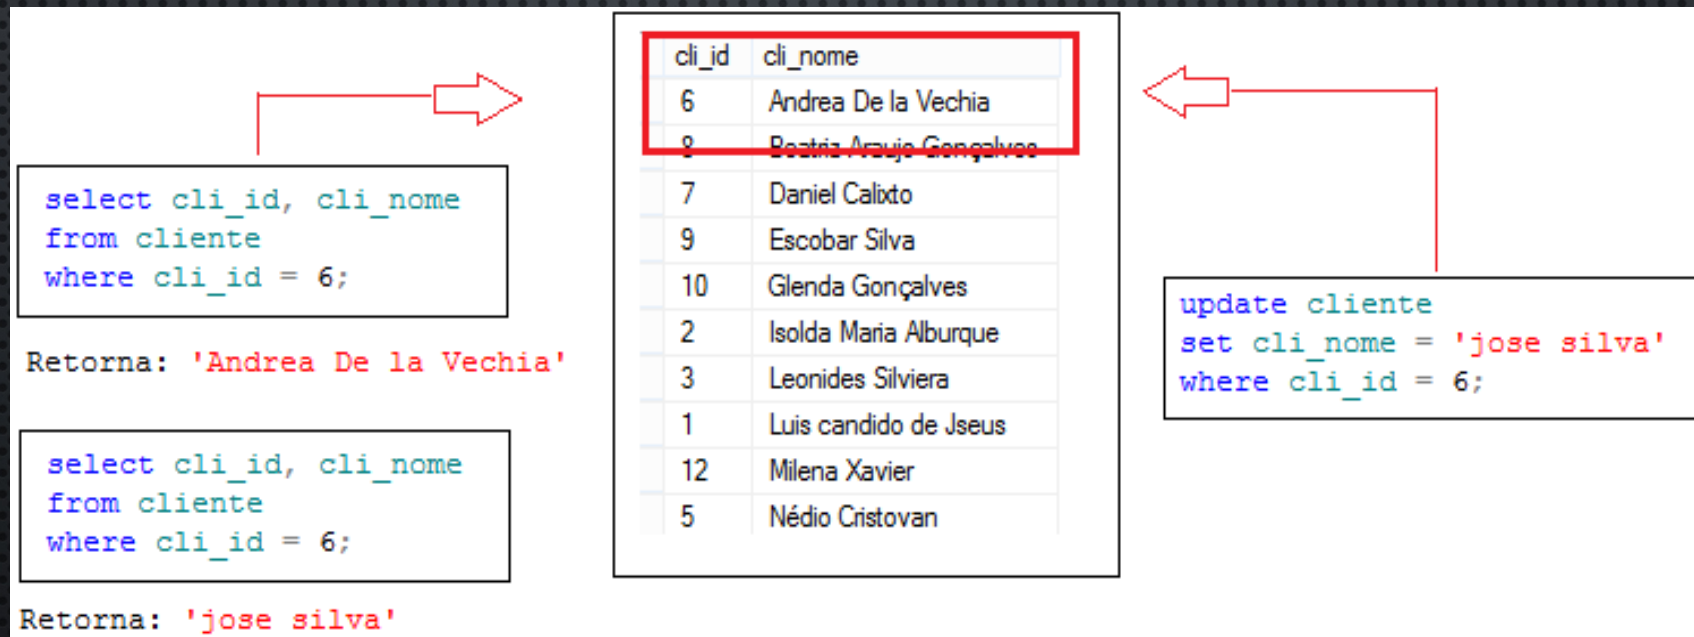 select cli_id, cli_nome
from cliente
where cli_id = 6;
Retorna: 'Andrea De la Vechia'
select cli_id, cli_nome
from cliente
where cli_id = 6;
Retorna: 'jose silva'
cli_id cli_nome
6 Andrea De la Vechia
8 Beatriz Araujo Gonçalves
7 Daniel Calixto
9 Escobar Silva
10 Glenda Gonçalves
2 Isolda Maria Alburque
3 Leonides Silviera
1 Luis candido de Jseus
12 Milena Xavier
5 Nédio Cristovan
update cliente
set cli_nome = 'jose silva'
where cli_id = 6;